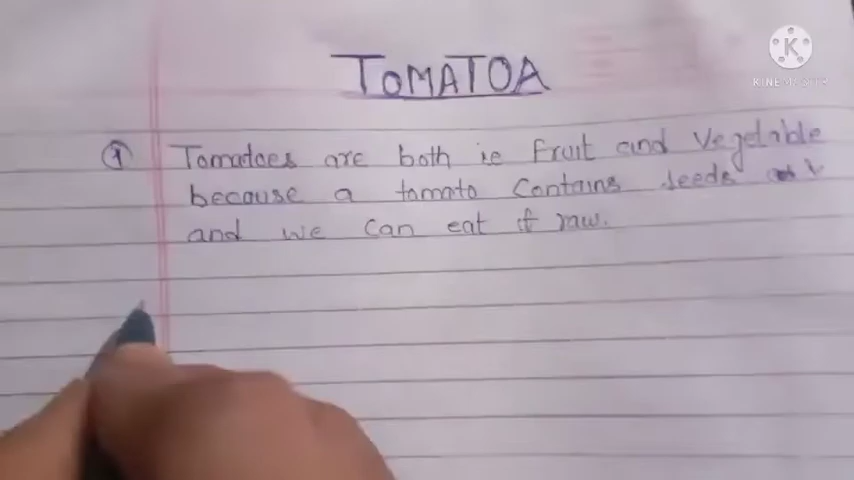 TOMATOA
K
KINEMASTER
① Tomatoes are both ie fruit and vegetable
because a tomato contains seeds
and we can eat it raw.